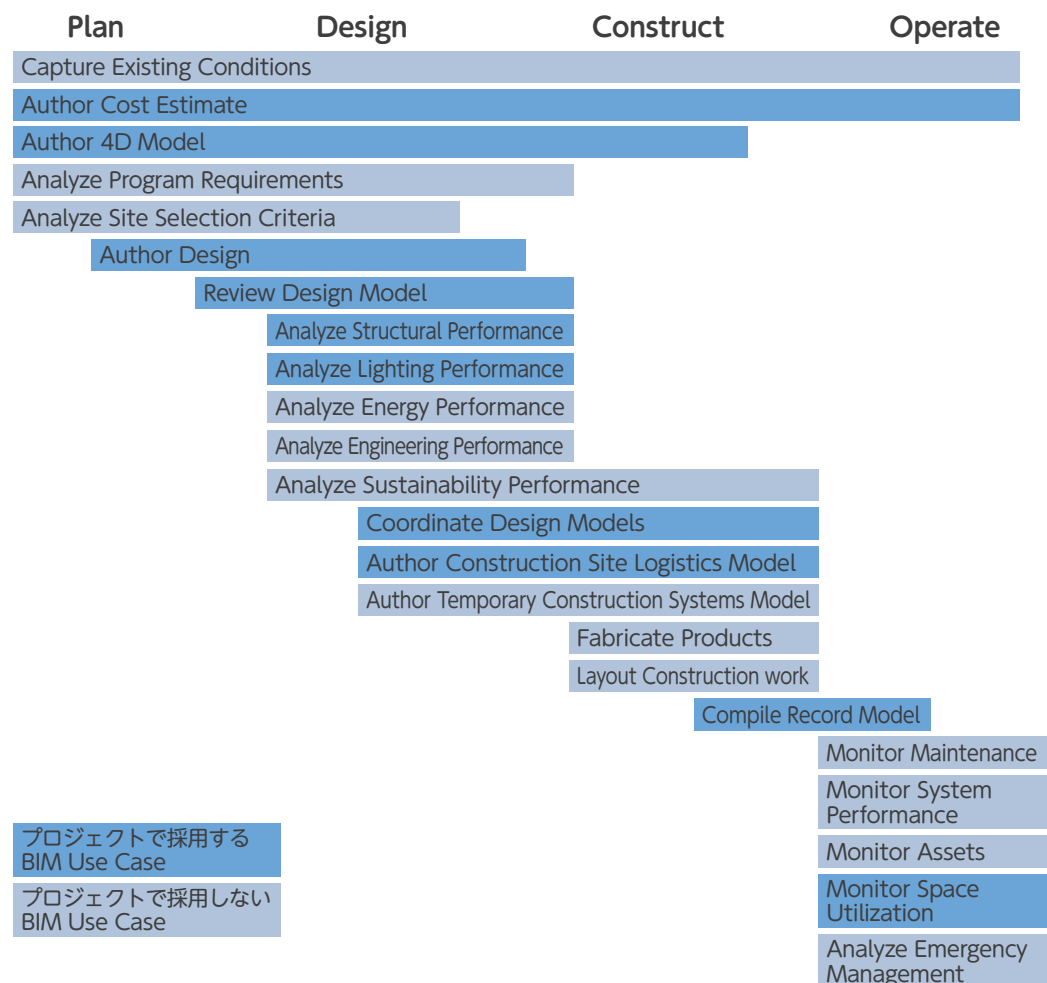 Plan Design Construct Operate
Capture Existing Conditions
Author Cost Estimate
Author 4D Model
Analyze Program Requirements
Analyze Site Selection Criteria
Author Design
Review Design Model
Analyze Structural Performance
Analyze Lighting Performance
Analyze Energy Performance
Analyze Engineering Performance
Analyze Sustainability Performance
Coordinate Design Models
Author Construction Site Logistics Model
Author Temporary Construction Systems Model
Fabricate Products
Layout Construction work
Compile Record Model
Monitor Maintenance
Monitor System
Performance
Monitor Assets
Monitor Space
Utilization
Analyze Emergency
Management
プロジェクトで採用する
BIM Use Case
プロジェクトで採用しない
BIM Use Case